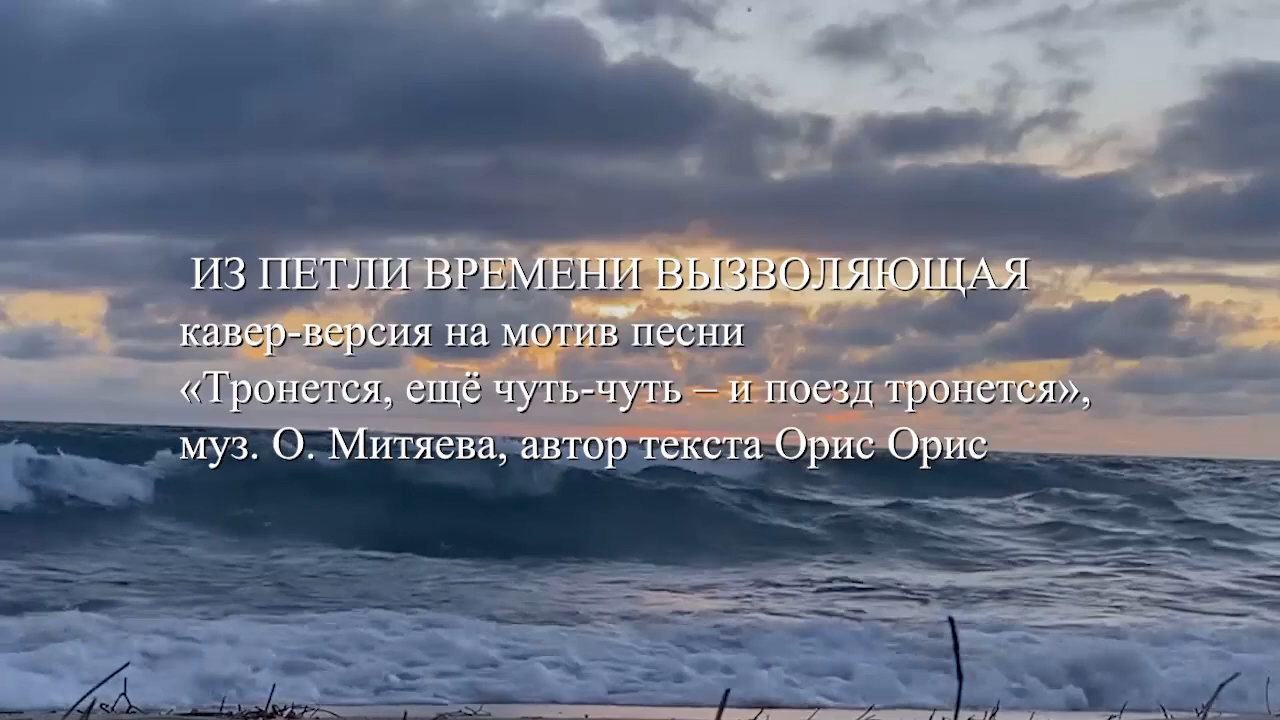 ИЗ ПЕТЛИ ВРЕМЕНИ ВЫЗВОЛЯЮЩАЯ
кавер-версия на мотив песни
«Тронется, ещё чуть-чуть – и поезд тронется»,
муз. О. Митяева, автор текста Орис Орис